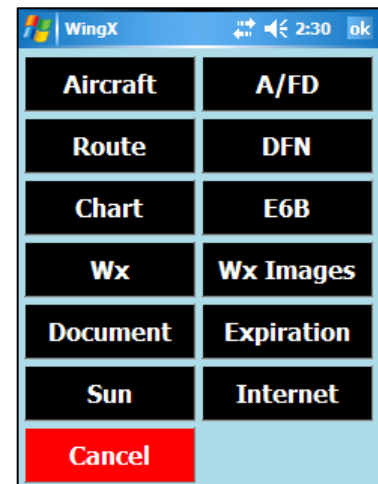 WingX 2:30 ok
Aircraft A/FD
Route DFN
Chart E6B
Wx Wx Images
Document Expiration
Sun Internet
Cancel